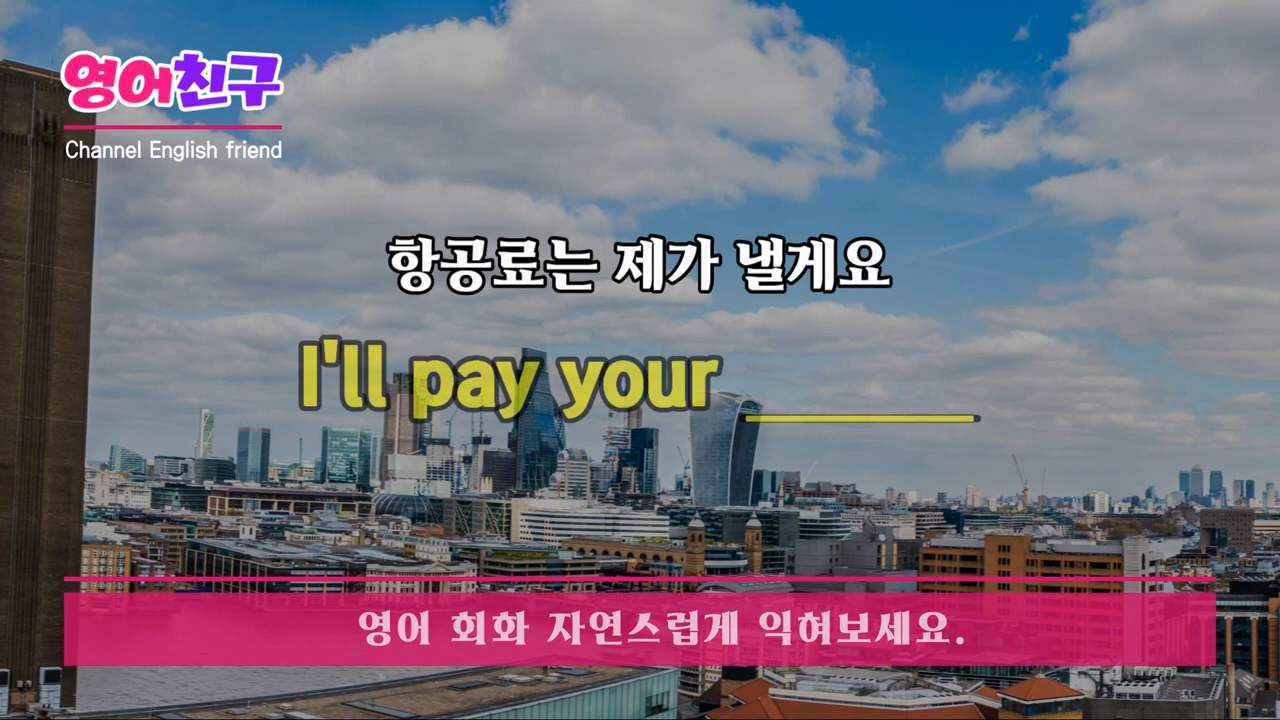 영어친구
Channel English friend
항공료는 제가 낼게요
I'll pay your ______
영어 회화 자연스럽게 익혀보세요.